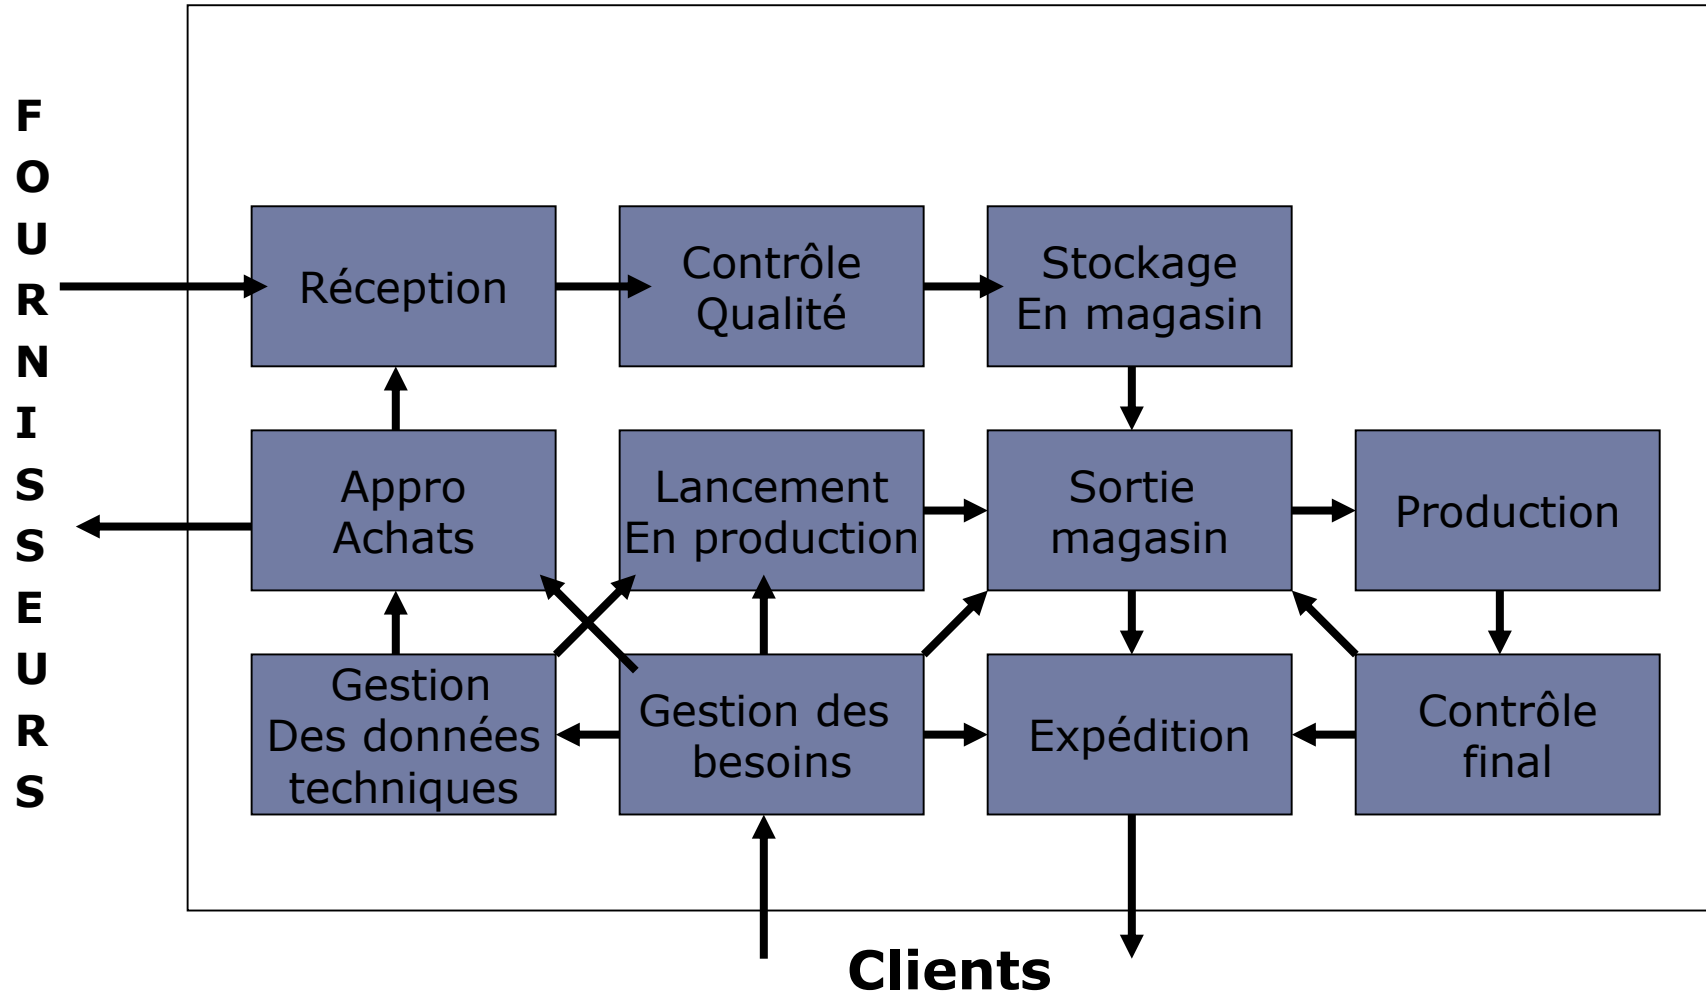 F
O
U
R
N
I
S
S
E
U
R
S
Réception
Contrôle
Qualité
Stockage
En magasin
Appro
Achats
Lancement
En production
Sortie
magasin
Production
Gestion
Des données
techniques
Gestion des
besoins
Expédition
Contrôle
final
Clients